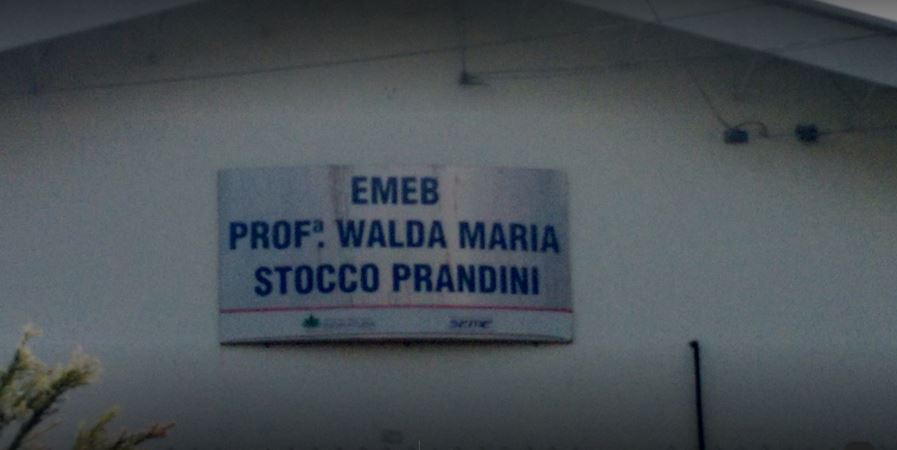 EMEB
PROFª. WALDA MARIA
STOCCO PRANDINI
seme